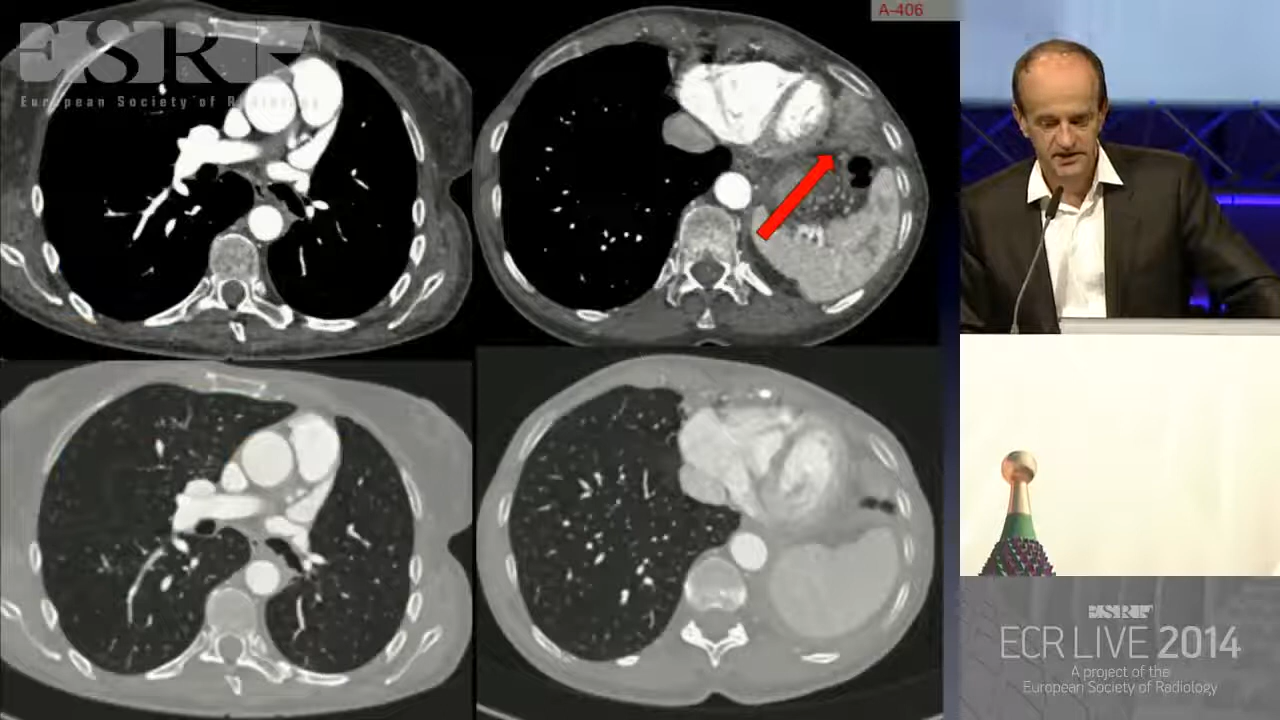 ESR
European Society of Radiology
A-406
ESR
ECR LIVE 2014
A project of the
European Society of Radiology